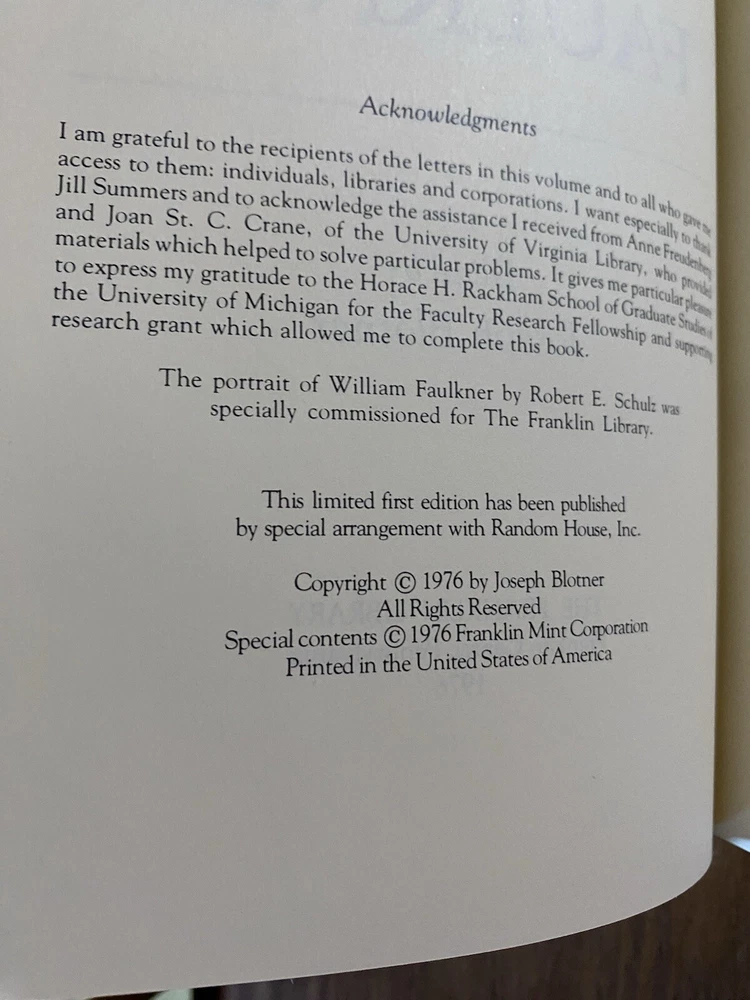 Acknowledgments
I am grateful to the recipients of the letters in this volume and to all who gave me
access to them: individuals, libraries and corporations. I want especially to thank
Jill Summers and to acknowledge the assistance I received from Anne Freudenberg
and Joan St. C. Crane, of the University of Virginia Library, who provided
materials which helped to solve particular problems. It gives me particular pleasure
to express my gratitude to the Horace H. Rackham School of Graduate Studies of
the University of Michigan for the Faculty Research Fellowship and supporting
research grant which allowed me to complete this book.
The portrait of William Faulkner by Robert E. Schulz was
specially commissioned for The Franklin Library.
This limited first edition has been published
by special arrangement with Random House, Inc.
Copyright © 1976 by Joseph Blotner
All Rights Reserved
Special contents © 1976 Franklin Mint Corporation
Printed in the United States of America